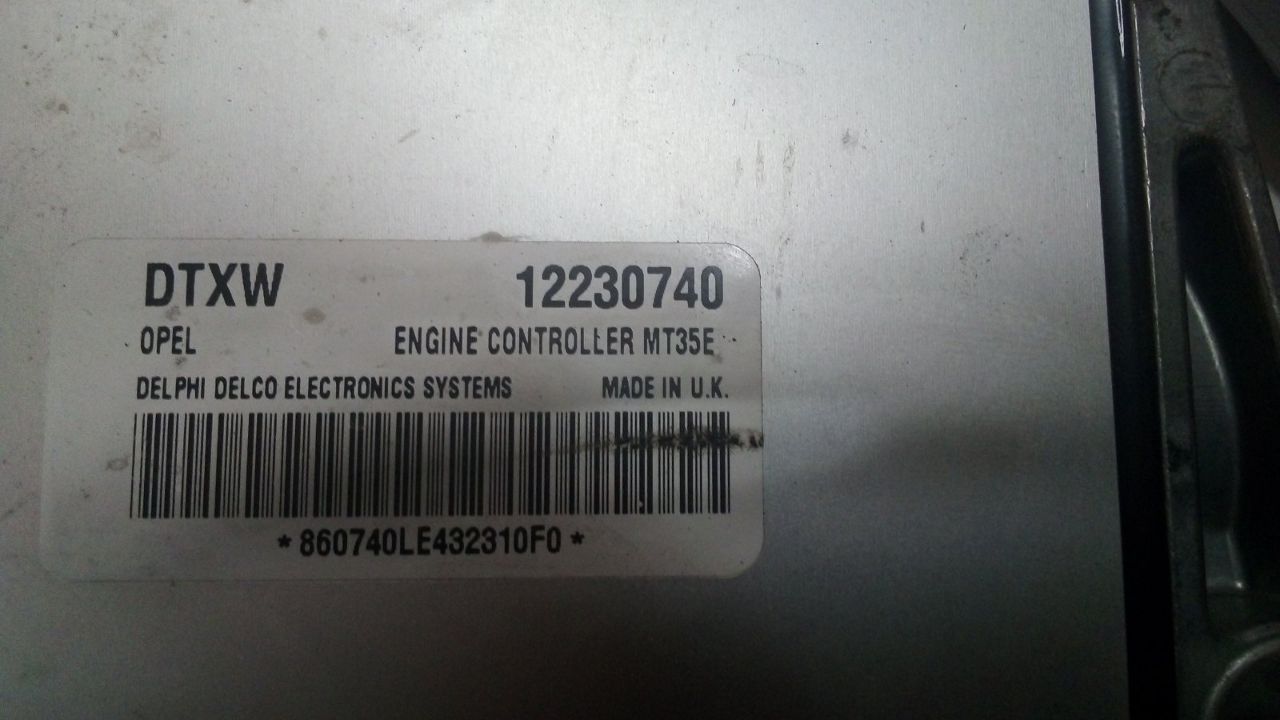 DTXW 12230740
OPEL ENGINE CONTROLLER MT35E
DELPHI DELCO ELECTRONICS SYSTEMS MADE IN U.K.
*860740LE432310F0*